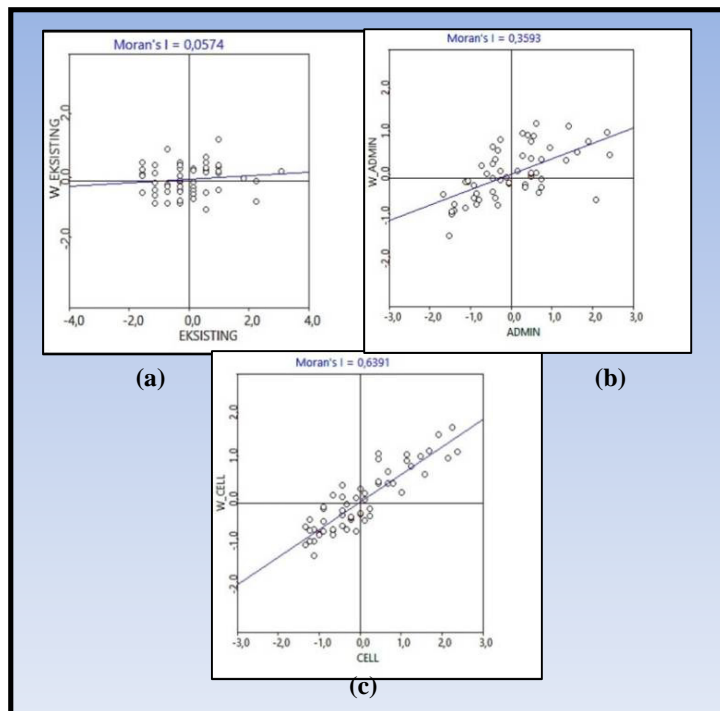 Moran's I = 0,0574
W_EKSISTING
2,0
0,0
-2,0
-4,0 -2,0 0,0 2,0 4,0
EKSISTING
(a)
Moran's I = 0,3593
W_ADMIN
2,0
1,0
0,0
-1,0
-2,0
-3,0 -2,0 -1,0 0,0 1,0 2,0 3,0
ADMIN
(b)
Moran's I = 0,6391
W_CELL
2,0
1,0
0,0
-1,0
-2,0
-3,0 -2,0 -1,0 0,0 1,0 2,0 3,0
CELL
(c)